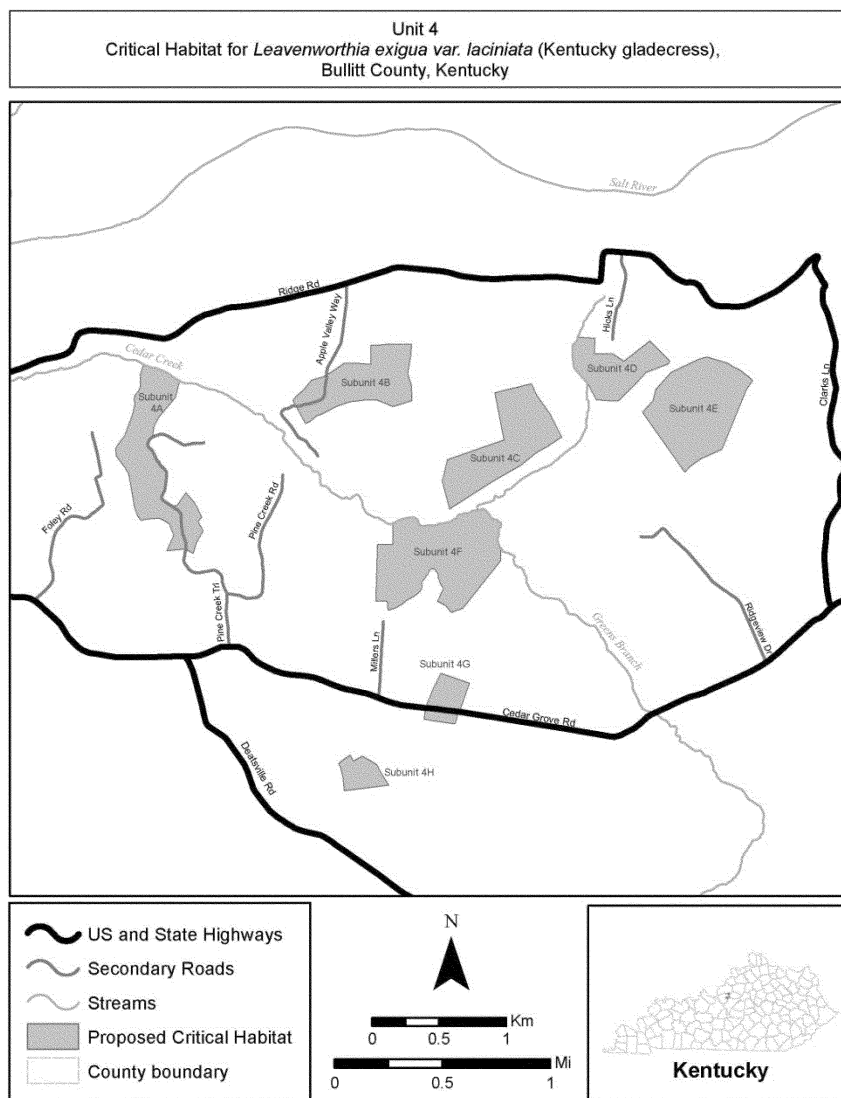 Unit 4
Critical Habitat for Leavenworthia exigua var. laciniata (Kentucky gladecress),
Bullitt County, Kentucky
Salt River
Ridge Rd
Hicks Ln
Apple Valley Way
Cedar Creek
Clarks Ln
Subunit
4A
Subunit 4B
Subunit 4D
Subunit 4E
Subunit 4C
Foley Rd
Pine Creek Rd
Subunit 4F
Pine Creek Trl
Greens Branch
Ridgeview Dr
Millers Ln
Subunit 4G
Cedar Grove Rd
Deatsville Rd
Subunit 4H
US and State Highways
Secondary Roads
Streams
Proposed Critical Habitat
County boundary
N
Km
0 0.5 1
Mi
0 0.5 1
Kentucky